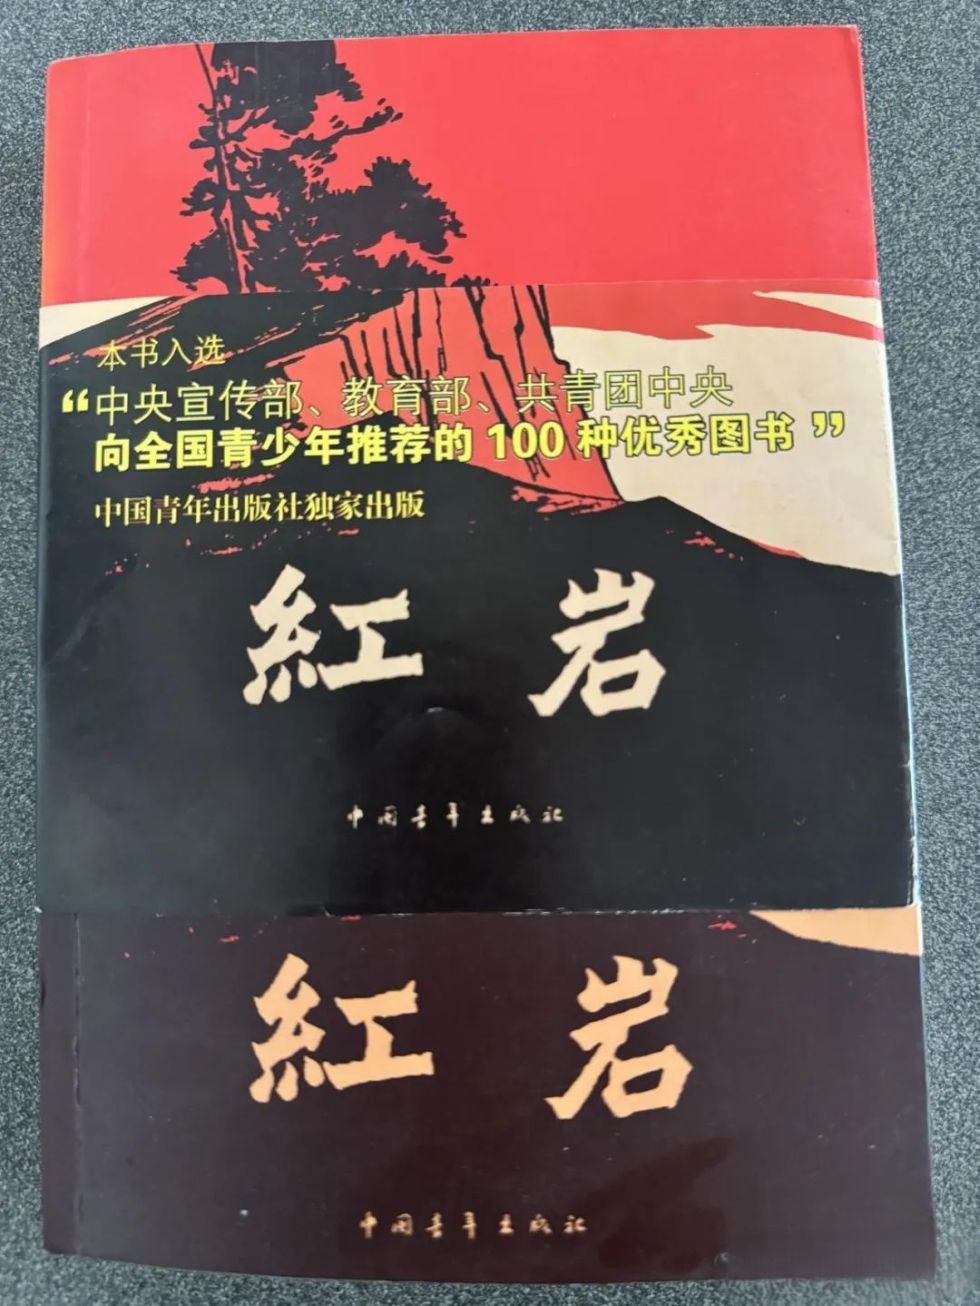 本书入选
“中央宣传部、教育部、共青团中央
向全国青少年推荐的 100 种优秀图书”
中国青年出版社独家出版
紅岩
中国青年出版社
紅岩
中国青年出版社